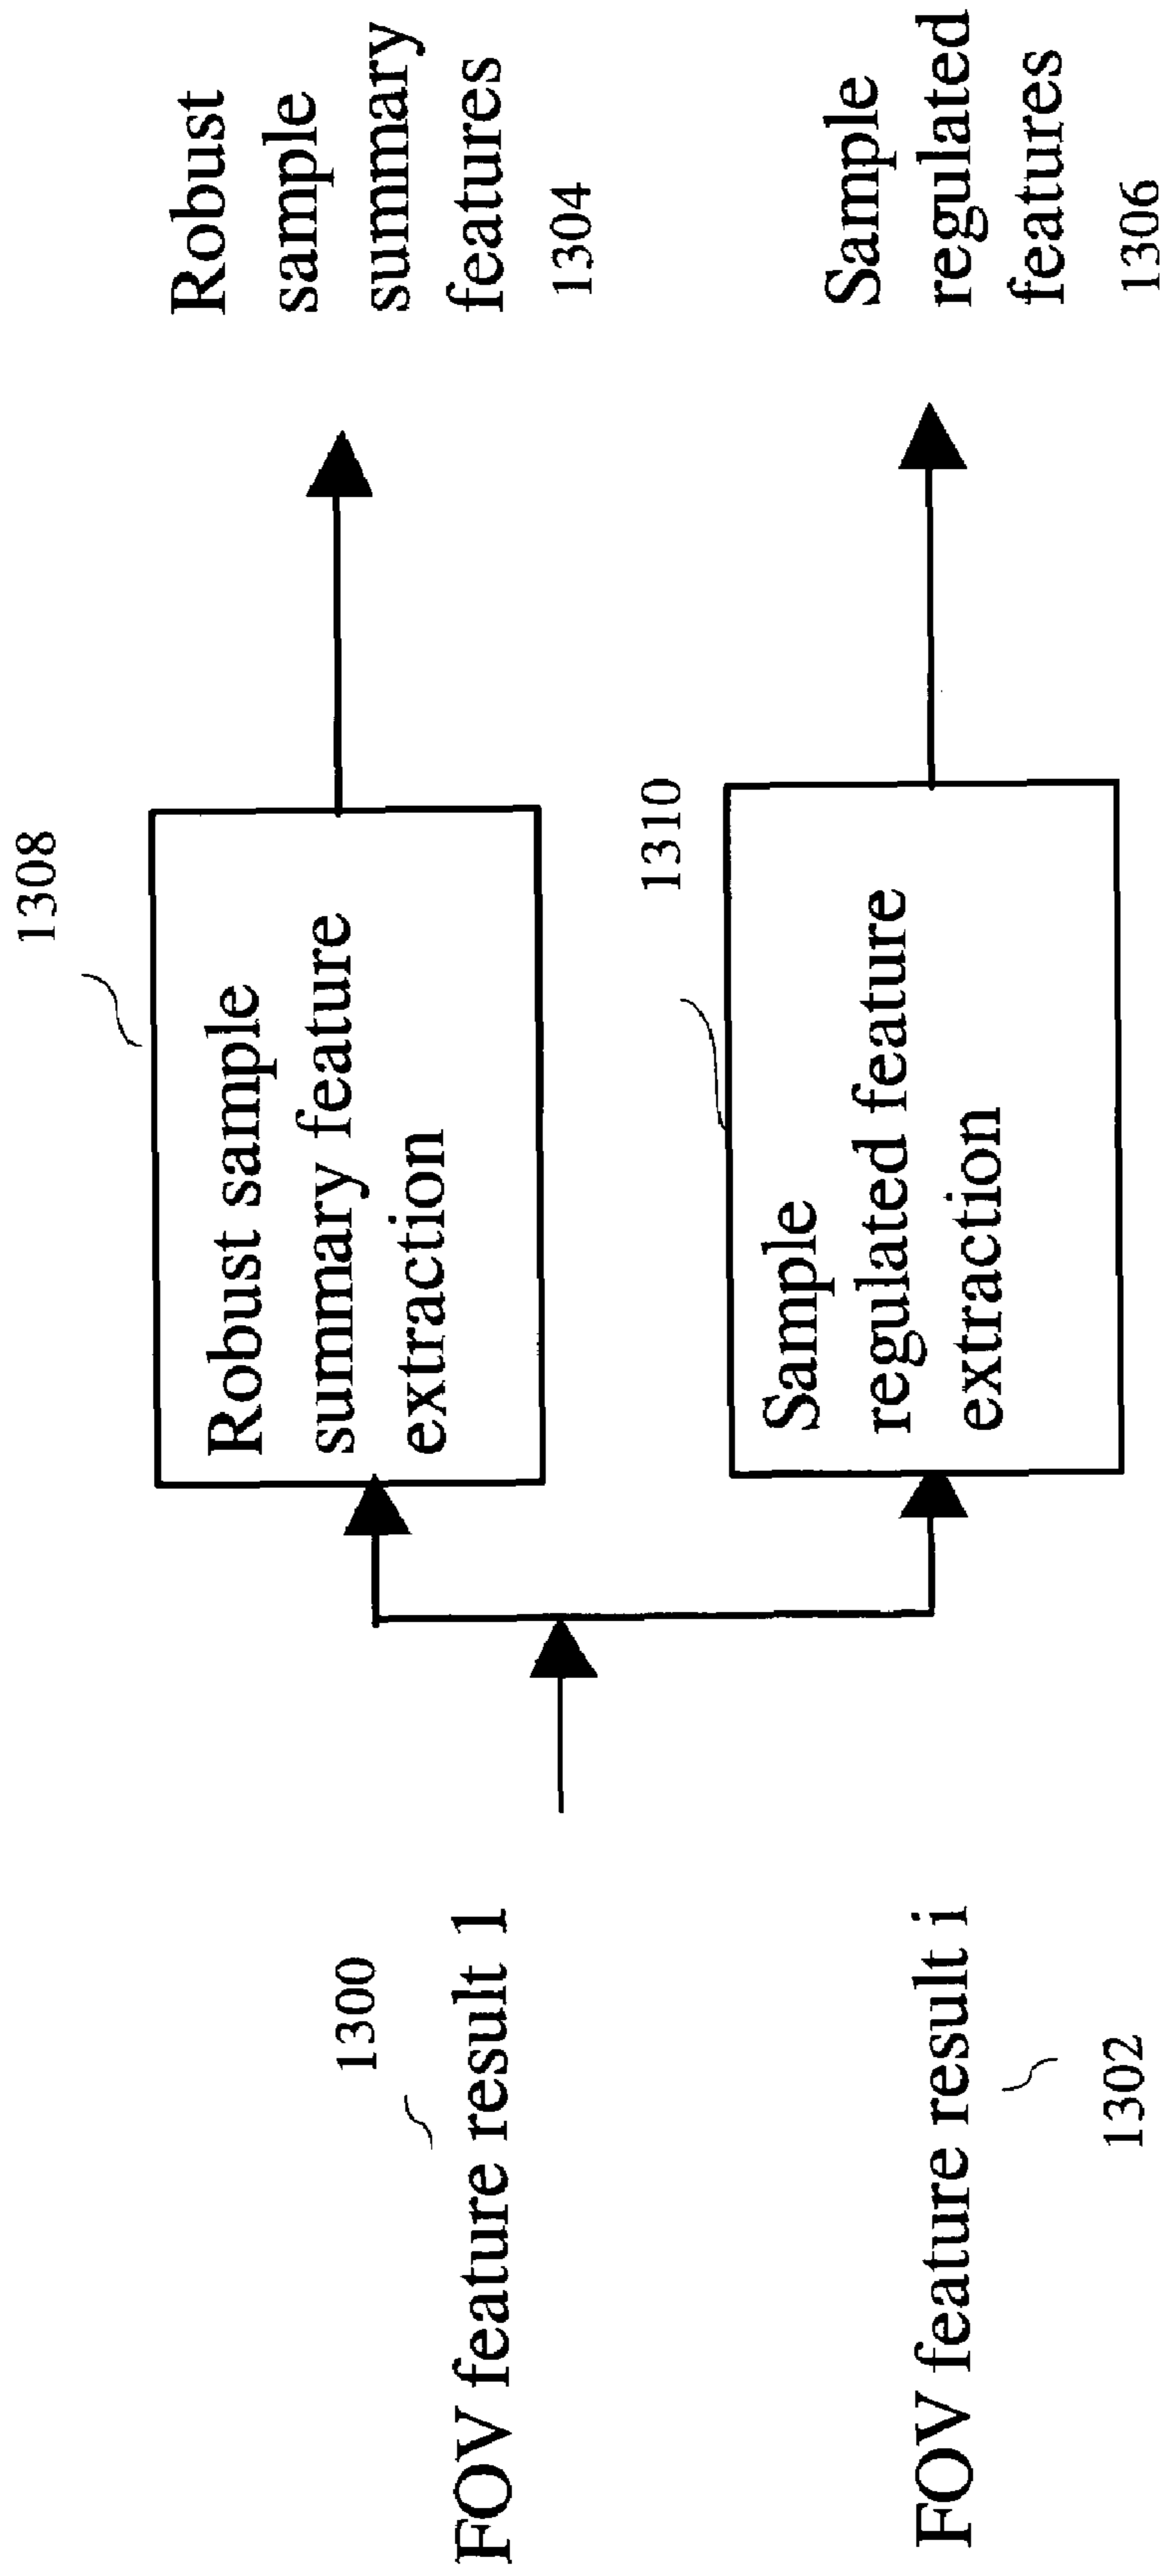 1300
FOV feature result 1
FOV feature result i
1302
1308
Robust sample
summary feature
extraction
1310
Sample
regulated feature
extraction
Robust
sample
summary
features
1304
Sample
regulated
features
1306